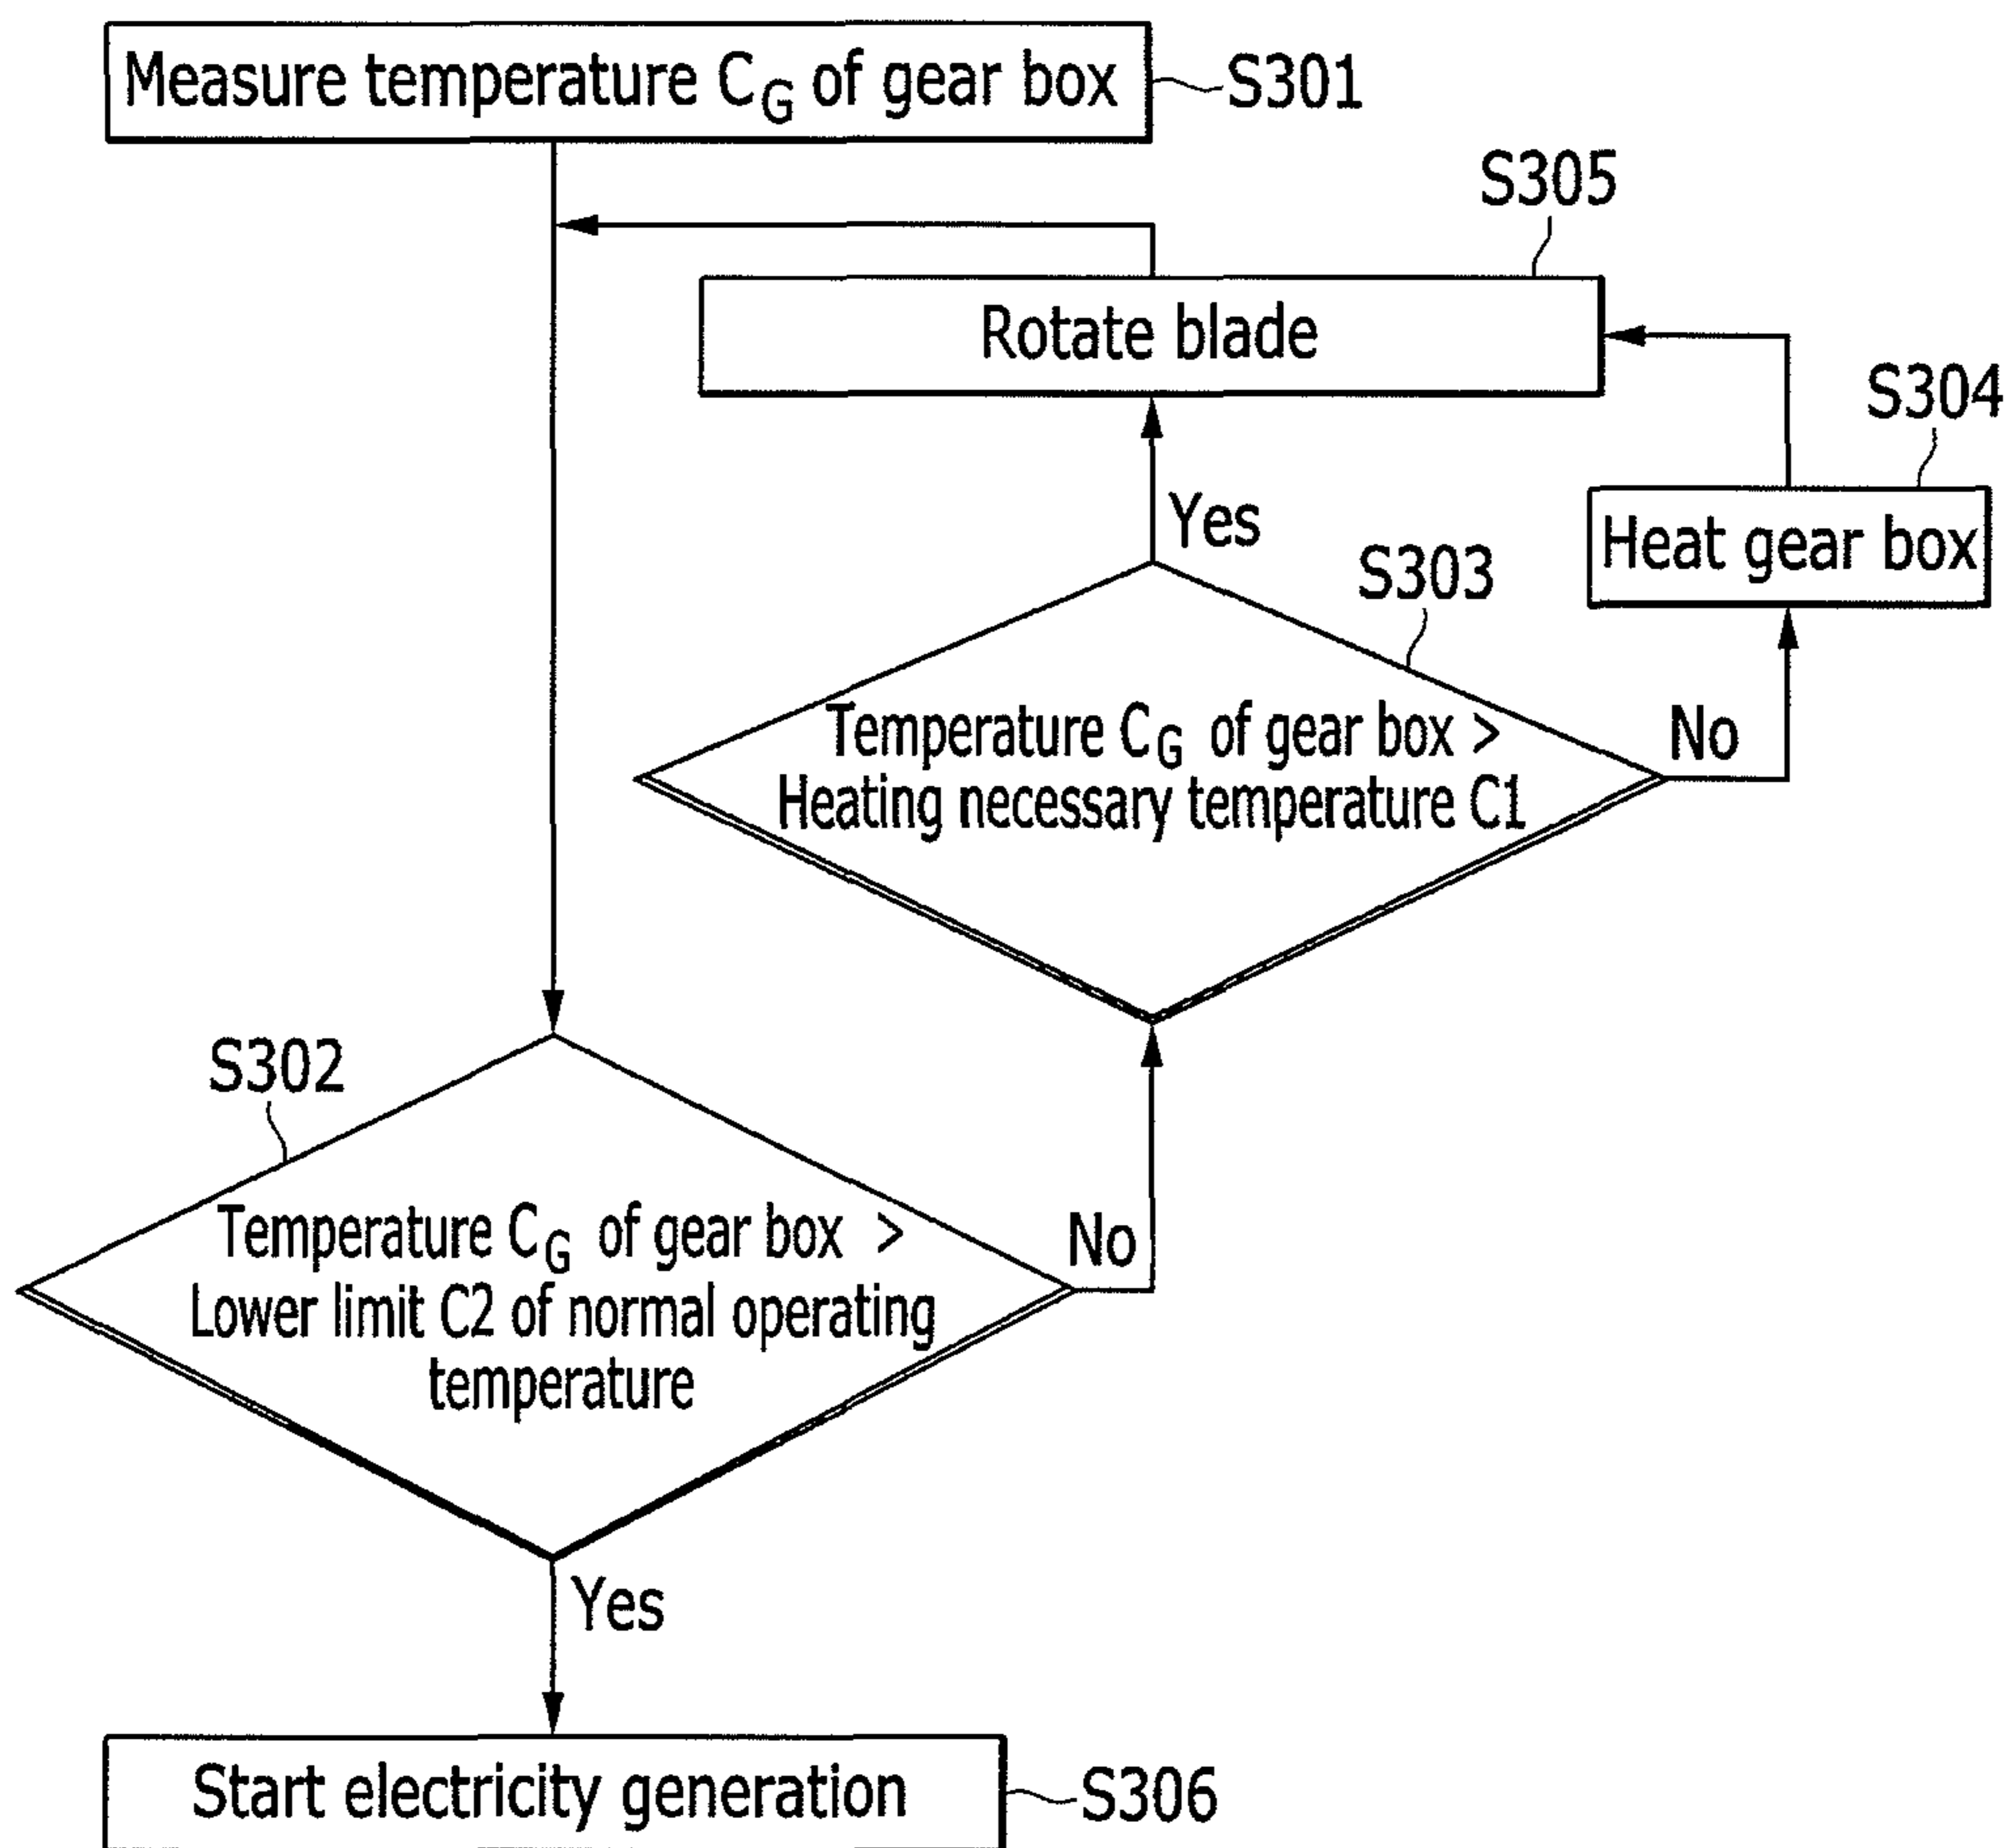 Measure temperature CG of gear box
S301
S305
Rotate blade
S304
Heat gear box
Yes
S303
Temperature CG of gear box >
Heating necessary temperature C1
No
S302
Temperature CG of gear box >
Lower limit C2 of normal operating
temperature
No
Yes
Start electricity generation
S306